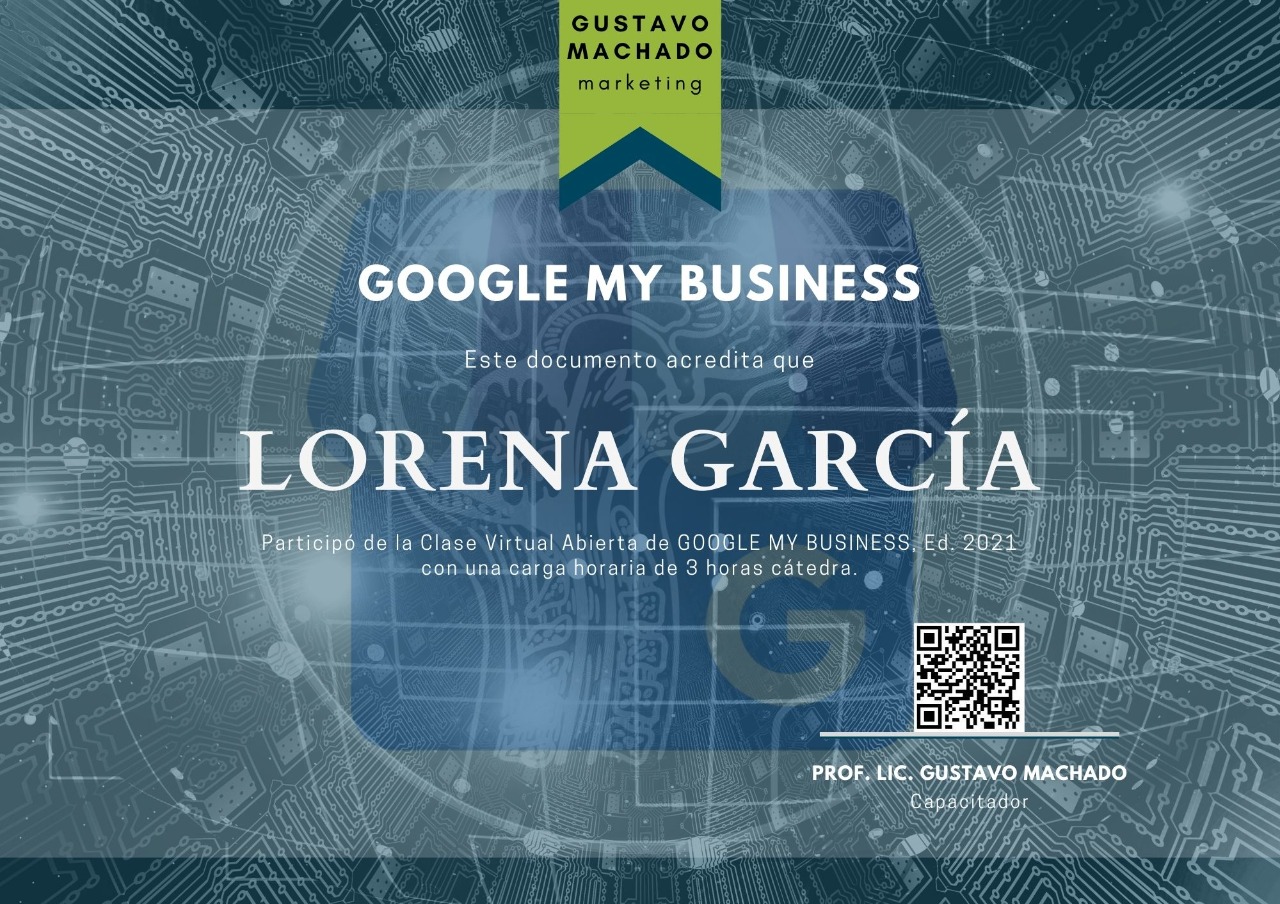 GUSTAVO
MACHADO
marketing
GOOGLE MY BUSINESS
Este documento acredita que
LORENA GARCÍA
Participó de la Clase Virtual Abierta de GOOGLE MY BUSINESS, Ed. 2021
con una carga horaria de 3 horas cátedra.
G
PROF. LIC. GUSTAVO MACHADO
Capacitador